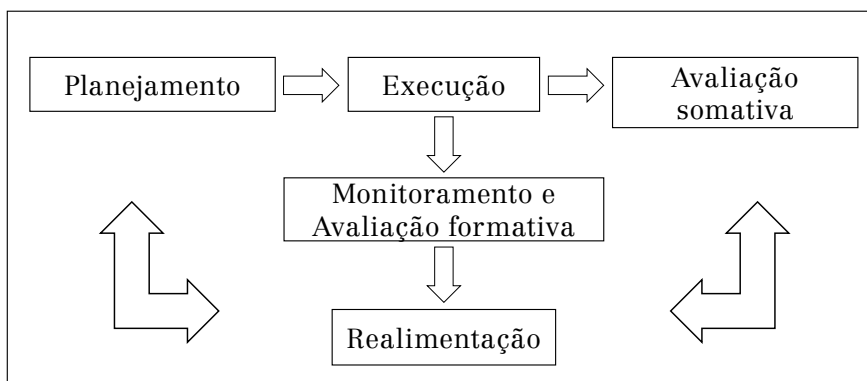 Planejamento
Execução
Avaliação
somativa
Monitoramento e
Avaliação formativa
Realimentação